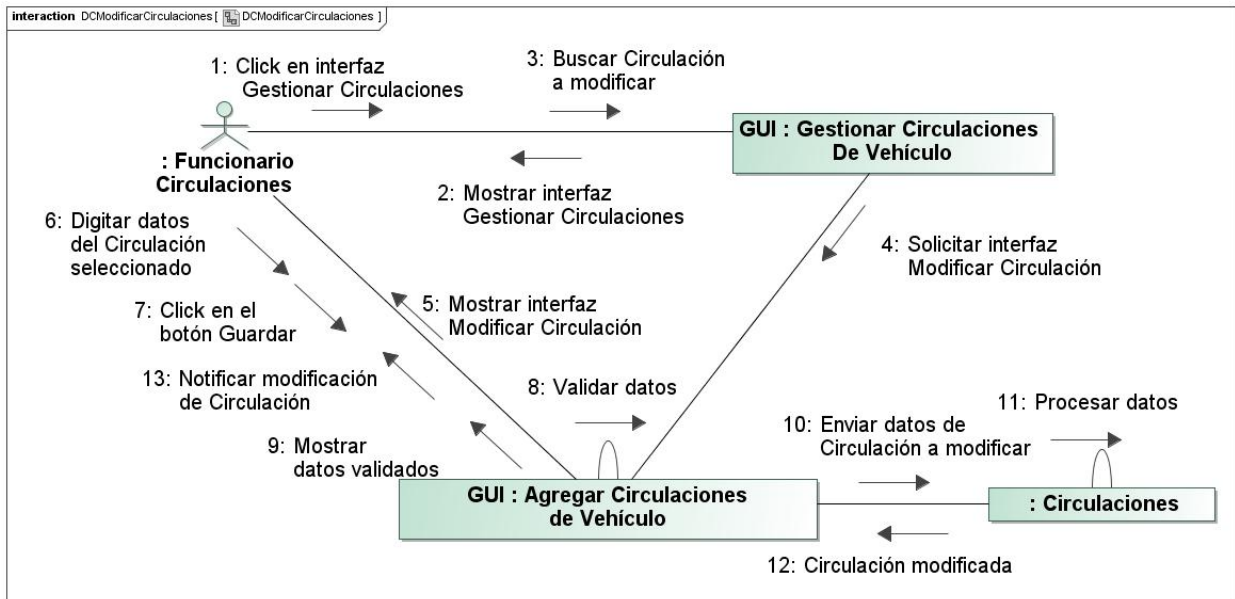 interaction DCModificarCirculaciones [ DCModificarCirculaciones ]
1: Click en interfaz
Gestionar Circulaciones
3: Buscar Circulación
a modificar
GUI : Gestionar Circulaciones
De Vehículo
: Funcionario
Circulaciones
2: Mostrar interfaz
Gestionar Circulaciones
6: Digitar datos
del Circulación
seleccionado
4: Solicitar interfaz
Modificar Circulación
7: Click en el
botón Guardar
5: Mostrar interfaz
Modificar Circulación
13: Notificar modificación
de Circulación
8: Validar datos
11: Procesar datos
9: Mostrar
datos validados
10: Enviar datos de
Circulación a modificar
GUI : Agregar Circulaciones
de Vehículo
: Circulaciones
12: Circulación modificada